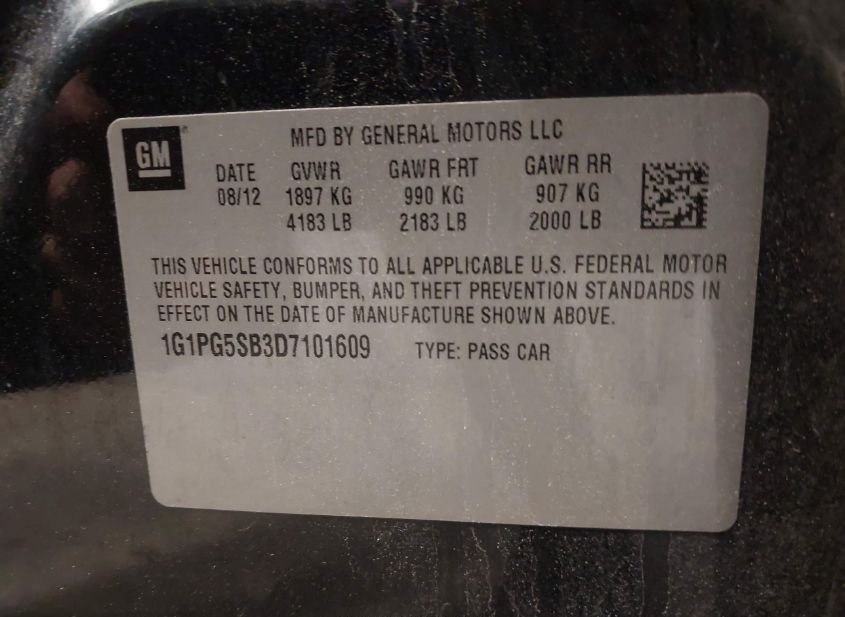 GM
MFD BY GENERAL MOTORS LLC
DATE GVWR GAWR FRT GAWR RR
08/12 1897 KG 990 KG 907 KG
4183 LB 2183 LB 2000 LB
THIS VEHICLE CONFORMS TO ALL APPLICABLE U.S. FEDERAL MOTOR
VEHICLE SAFETY, BUMPER, AND THEFT PREVENTION STANDARDS IN
EFFECT ON THE DATE OF MANUFACTURE SHOWN ABOVE.
1G1PG5SB3D7101609 TYPE: PASS CAR